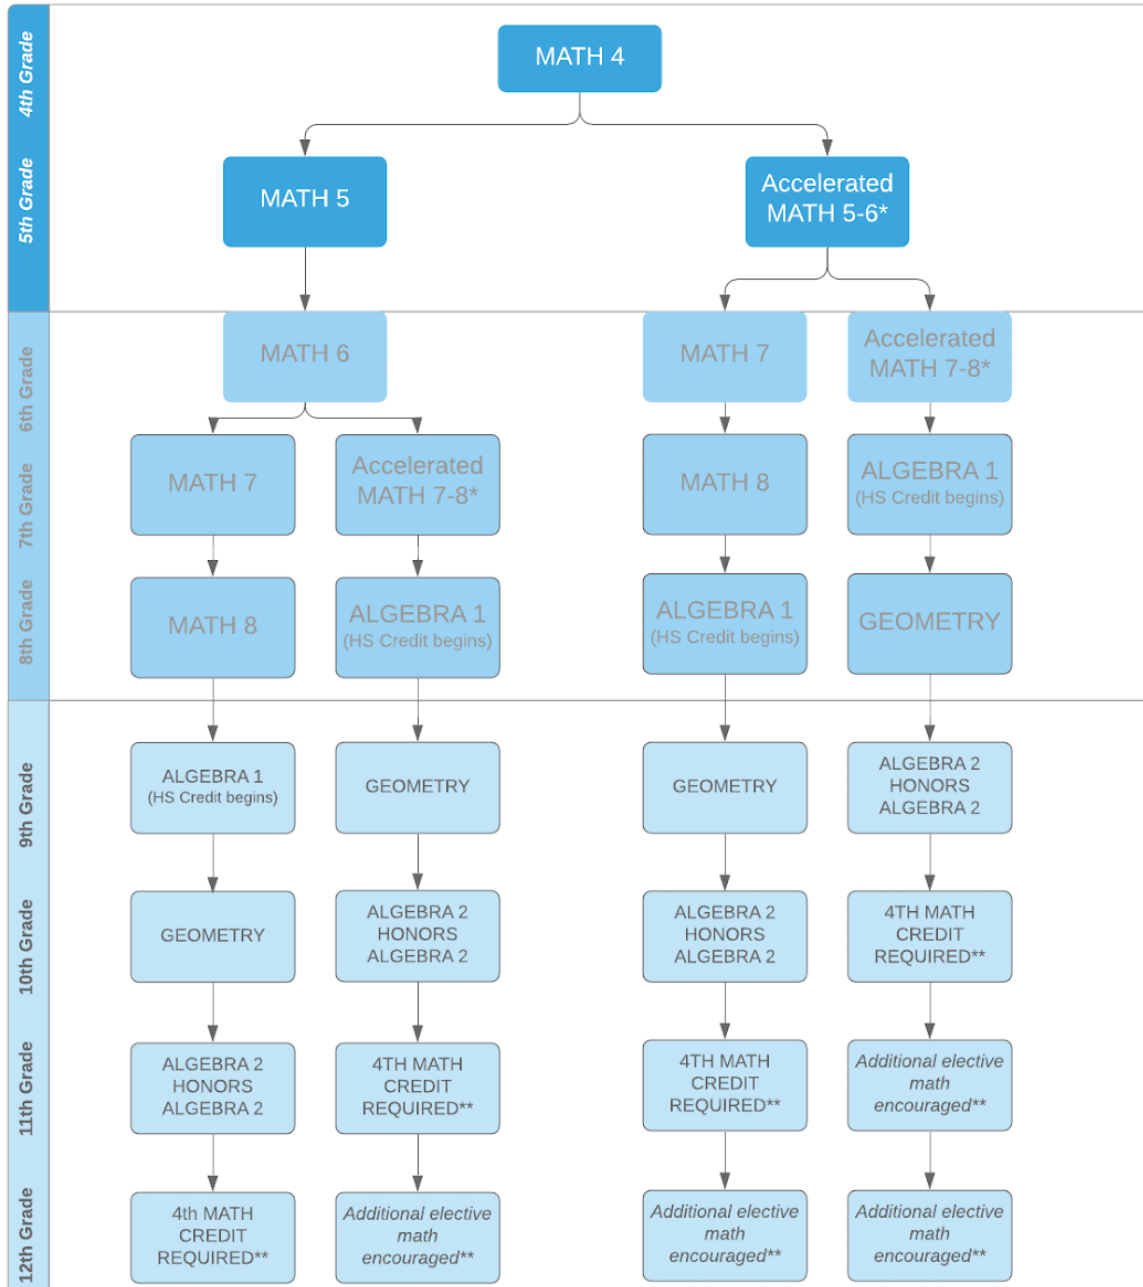 4th Grade
MATH 4
5th Grade
MATH 5
Accelerated
MATH 5-6*
6th Grade
MATH 6
MATH 7
Accelerated
MATH 7-8*
7th Grade
MATH 7
Accelerated
MATH 7-8*
MATH 8
ALGEBRA 1
(HS Credit begins)
8th Grade
MATH 8
ALGEBRA 1
(HS Credit begins)
ALGEBRA 1
(HS Credit begins)
GEOMETRY
9th Grade
ALGEBRA 1
(HS Credit begins)
GEOMETRY
GEOMETRY
ALGEBRA 2
HONORS
ALGEBRA 2
10th Grade
GEOMETRY
ALGEBRA 2
HONORS
ALGEBRA 2
ALGEBRA 2
HONORS
ALGEBRA 2
4TH MATH
CREDIT
REQUIRED**
11th Grade
ALGEBRA 2
HONORS
ALGEBRA 2
4TH MATH
CREDIT
REQUIRED**
4TH MATH
CREDIT
REQUIRED**
Additional elective
math
encouraged**
12th Grade
4th MATH
CREDIT
REQUIRED**
Additional elective
math
encouraged**
Additional elective
math
encouraged**
Additional elective
math
encouraged**